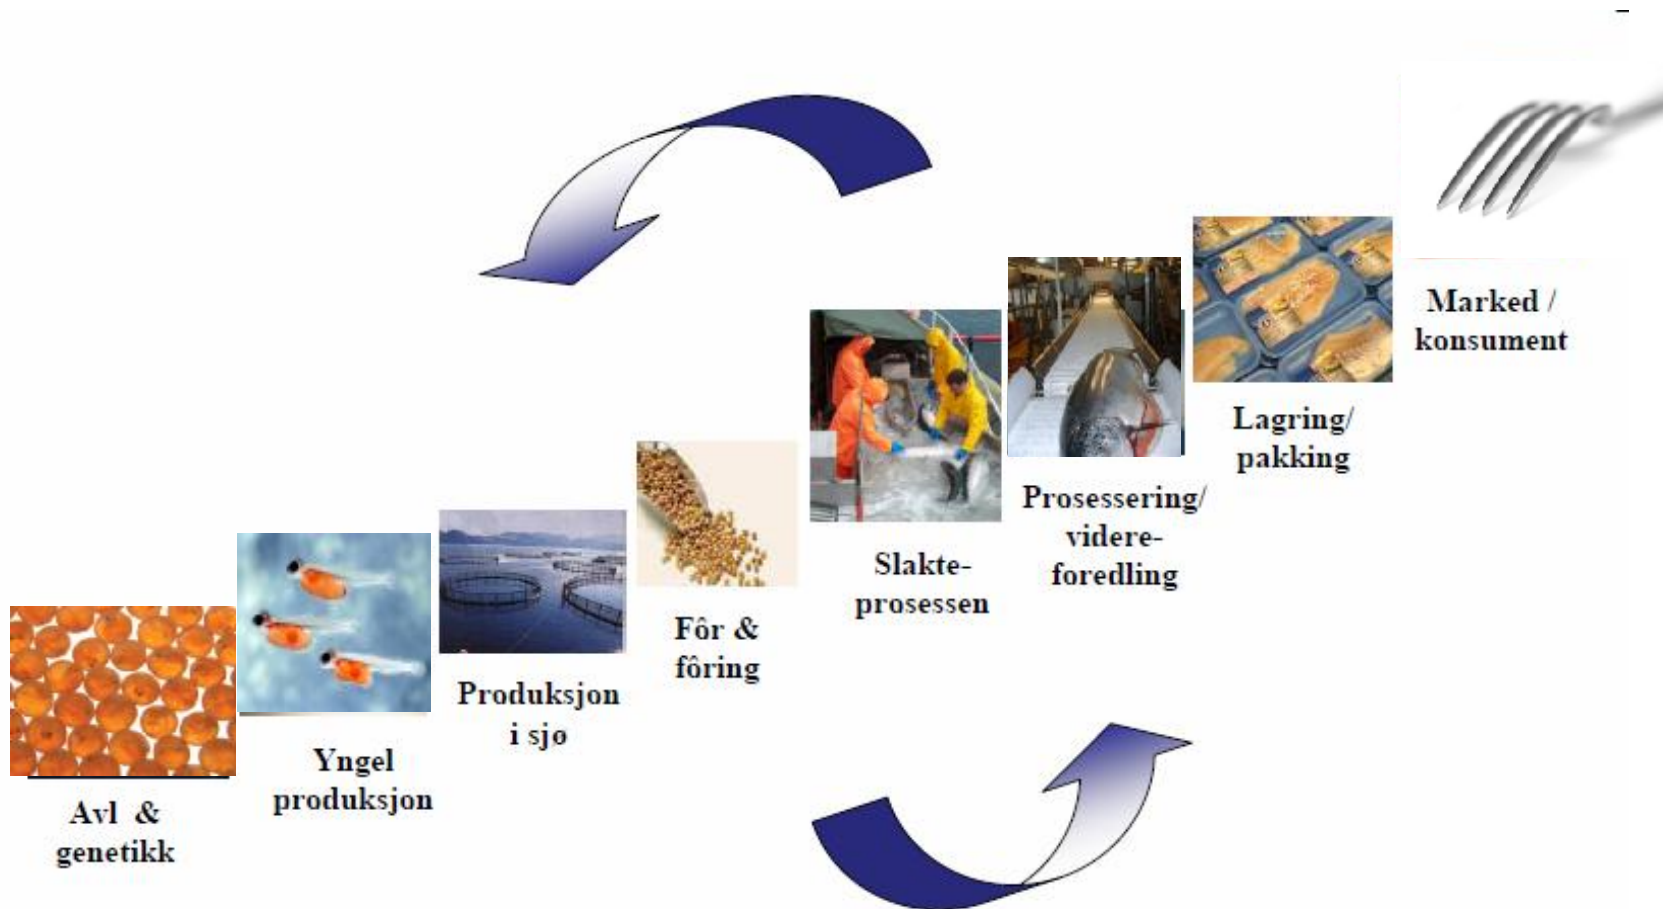 Avl &
genetikk
Yngel
produksjon
Produksjon
i sjø
Fôr &
fôring
Slakte-
prosessen
Prosessering/
videre-
foredling
Lagring/
pakking
Marked /
konsument